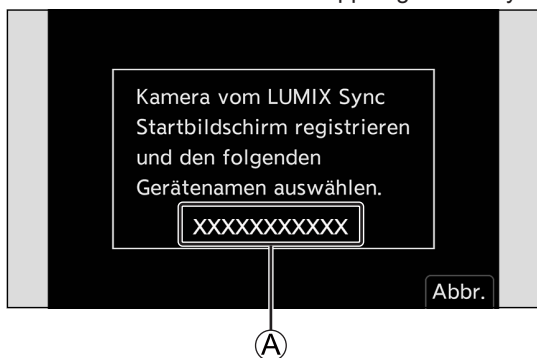 Kamera vom LUMIX Sync
Startbildschirm registrieren
und den folgenden
Gerätenamen auswählen.
XXXXXXXXXXX
Abbr.
A